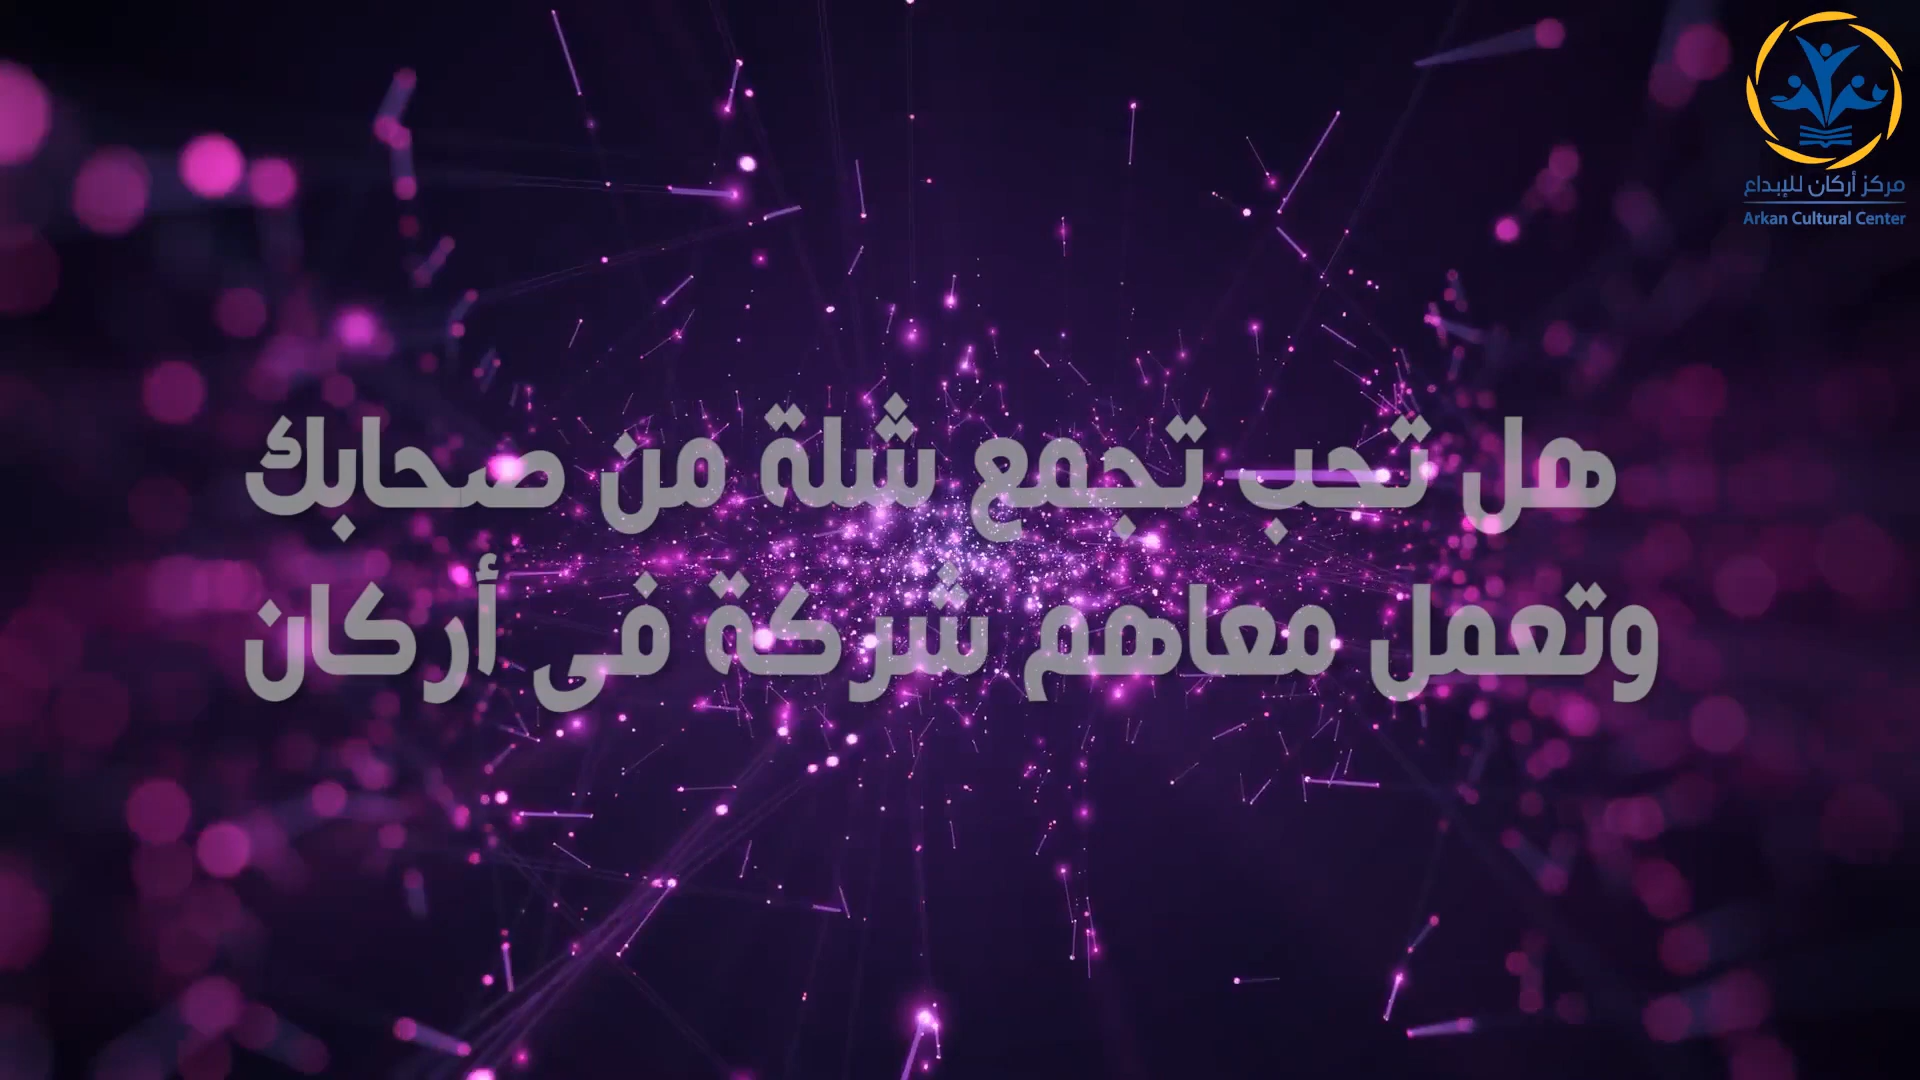 مركز أركان للإبداع
Arkan Cultural Center
هل تحب تجمع شلة من صحابك
وتعمل معاهم شركة فى أركان